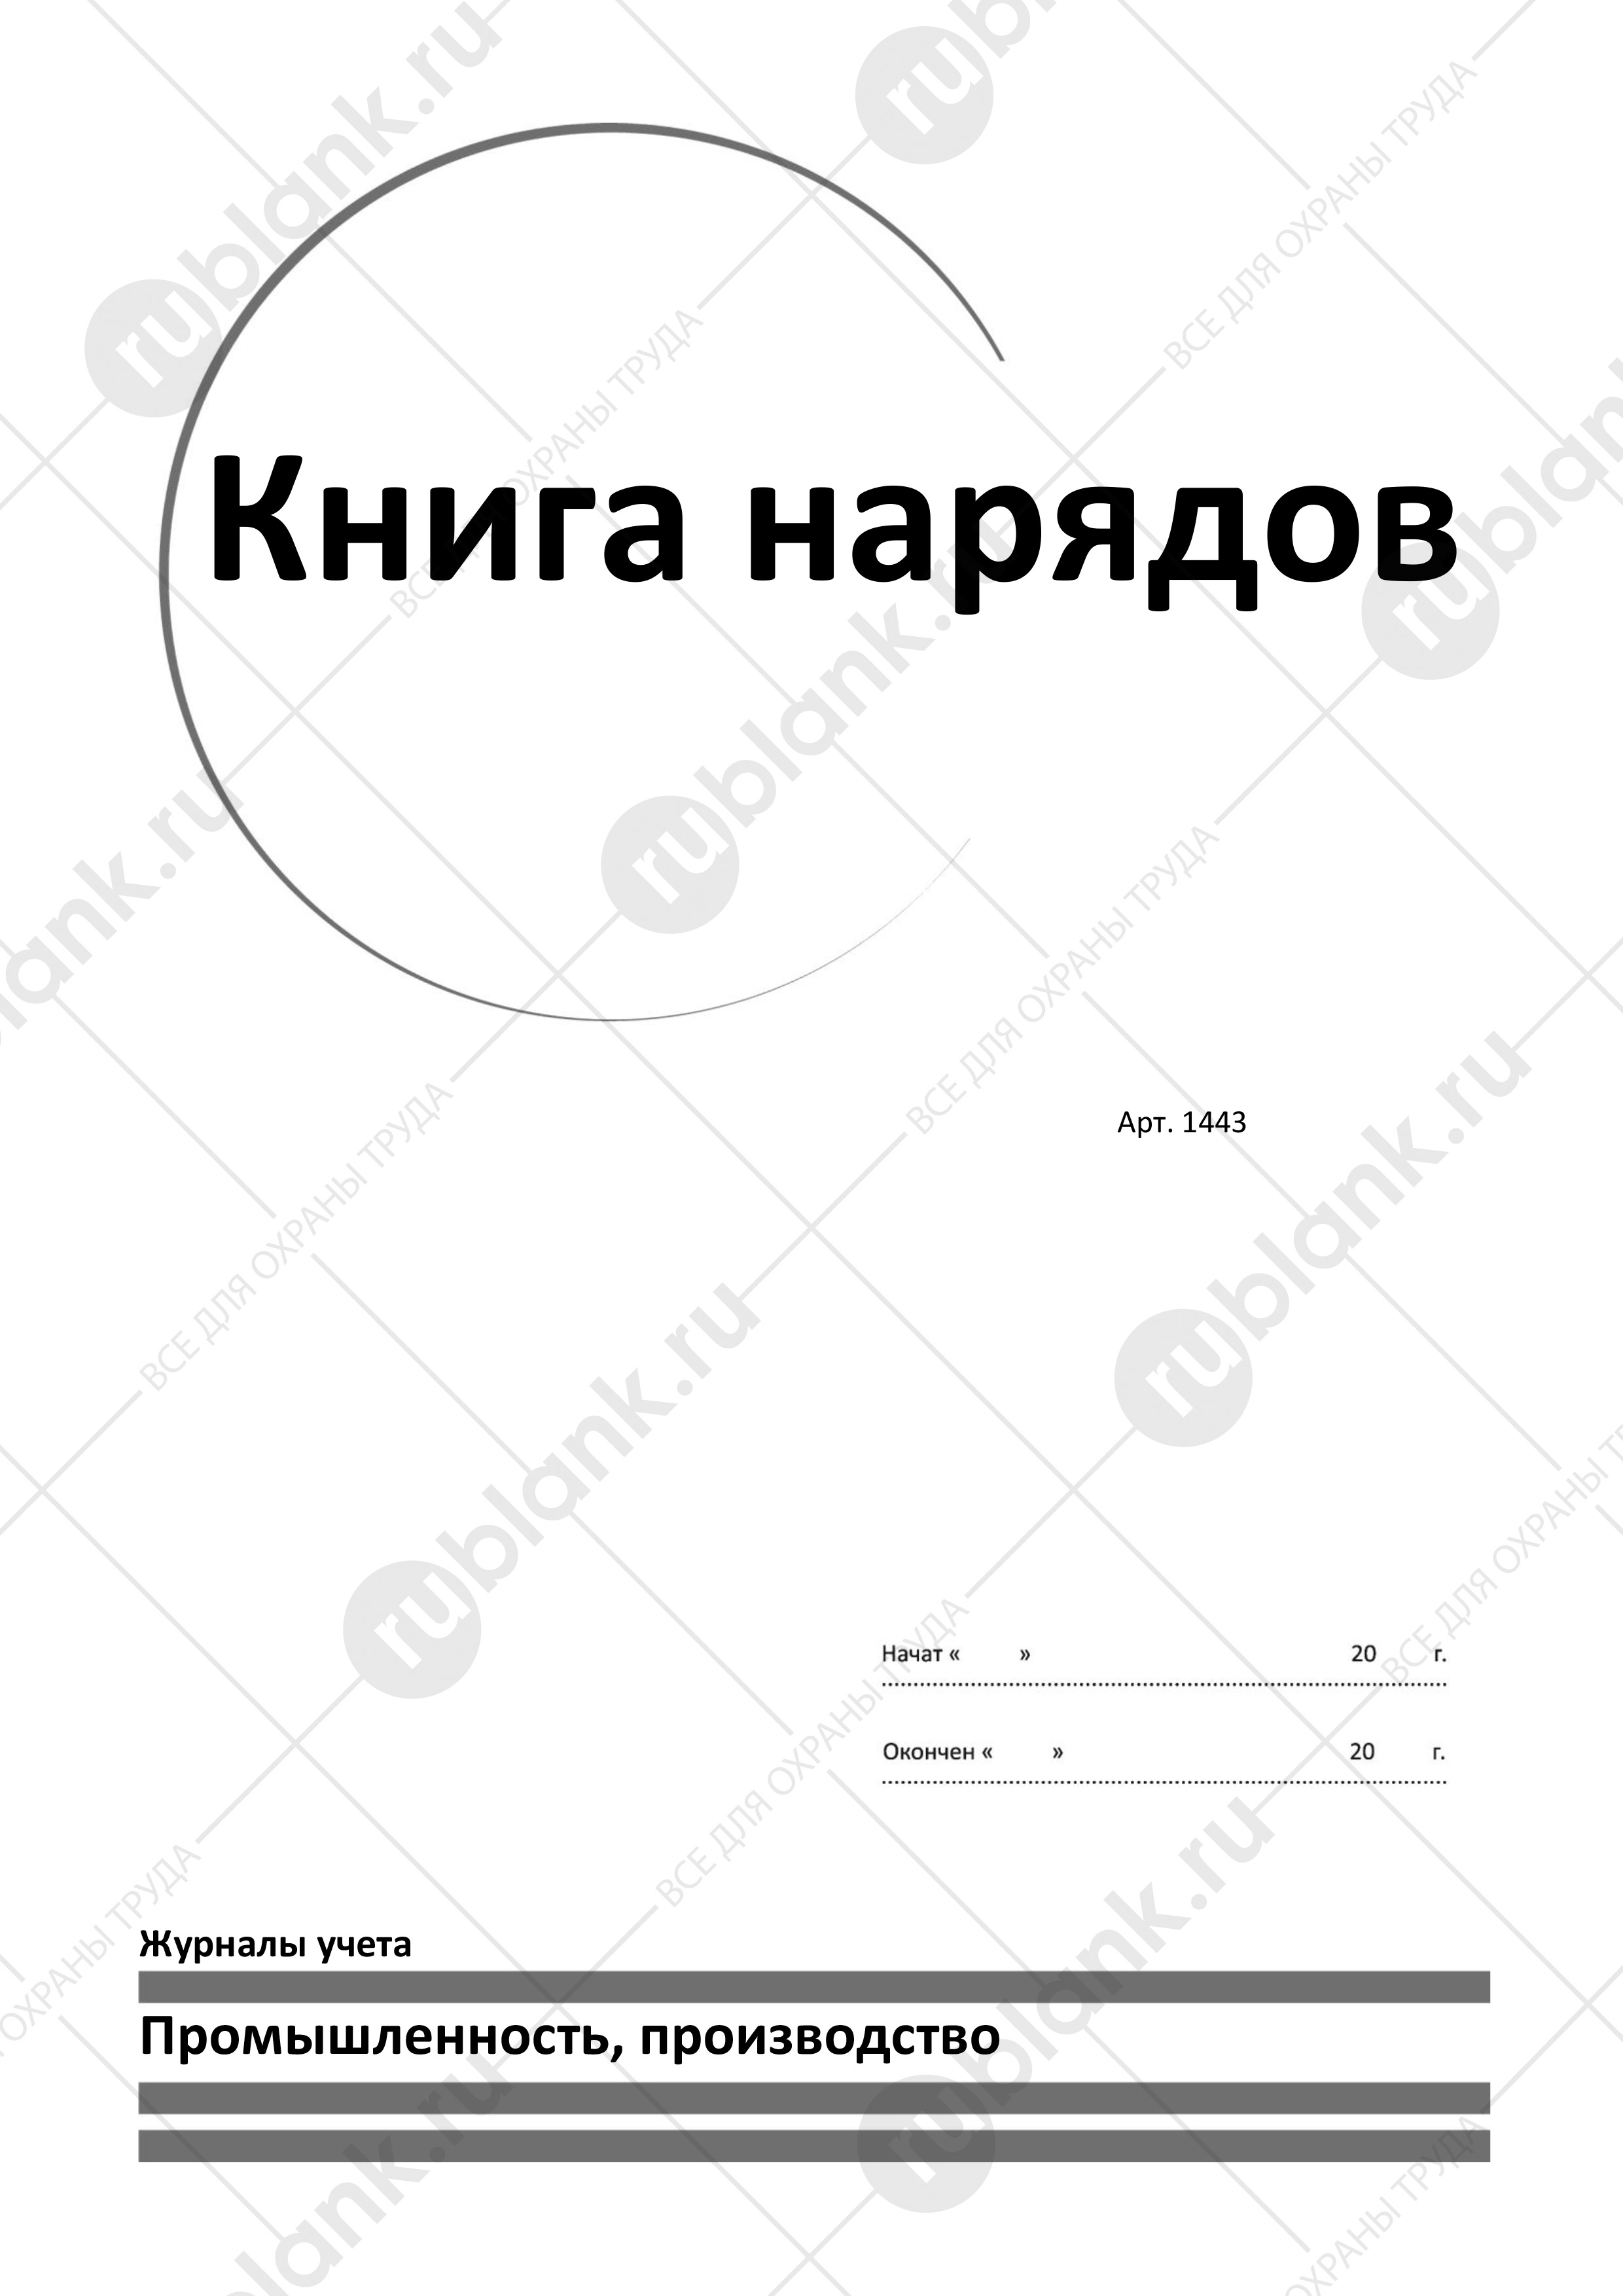 Книга нарядов
Арт. 1443
Начат « » 20 г.
Окончен « » 20 г.
Журналы учета
Промышленность, производство
rublank.ru
ВСЕ ДЛЯ ОХРАНЫ ТРУДА